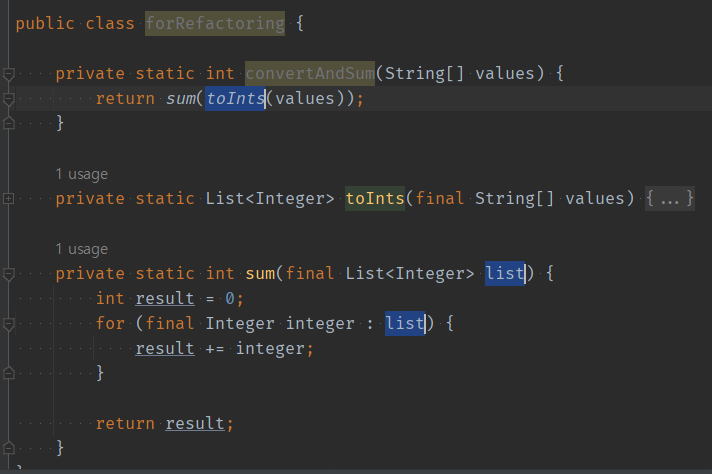 public class forRefactoring {
private static int convertAndSum(String[] values) {
return sum(toInts(values));
}
1 usage
private static List<Integer> toInts(final String[] values) {...}
1 usage
private static int sum(final List<Integer> list) {
int result = 0;
for (final Integer integer : list) {
result += integer;
}
return result;
}
}